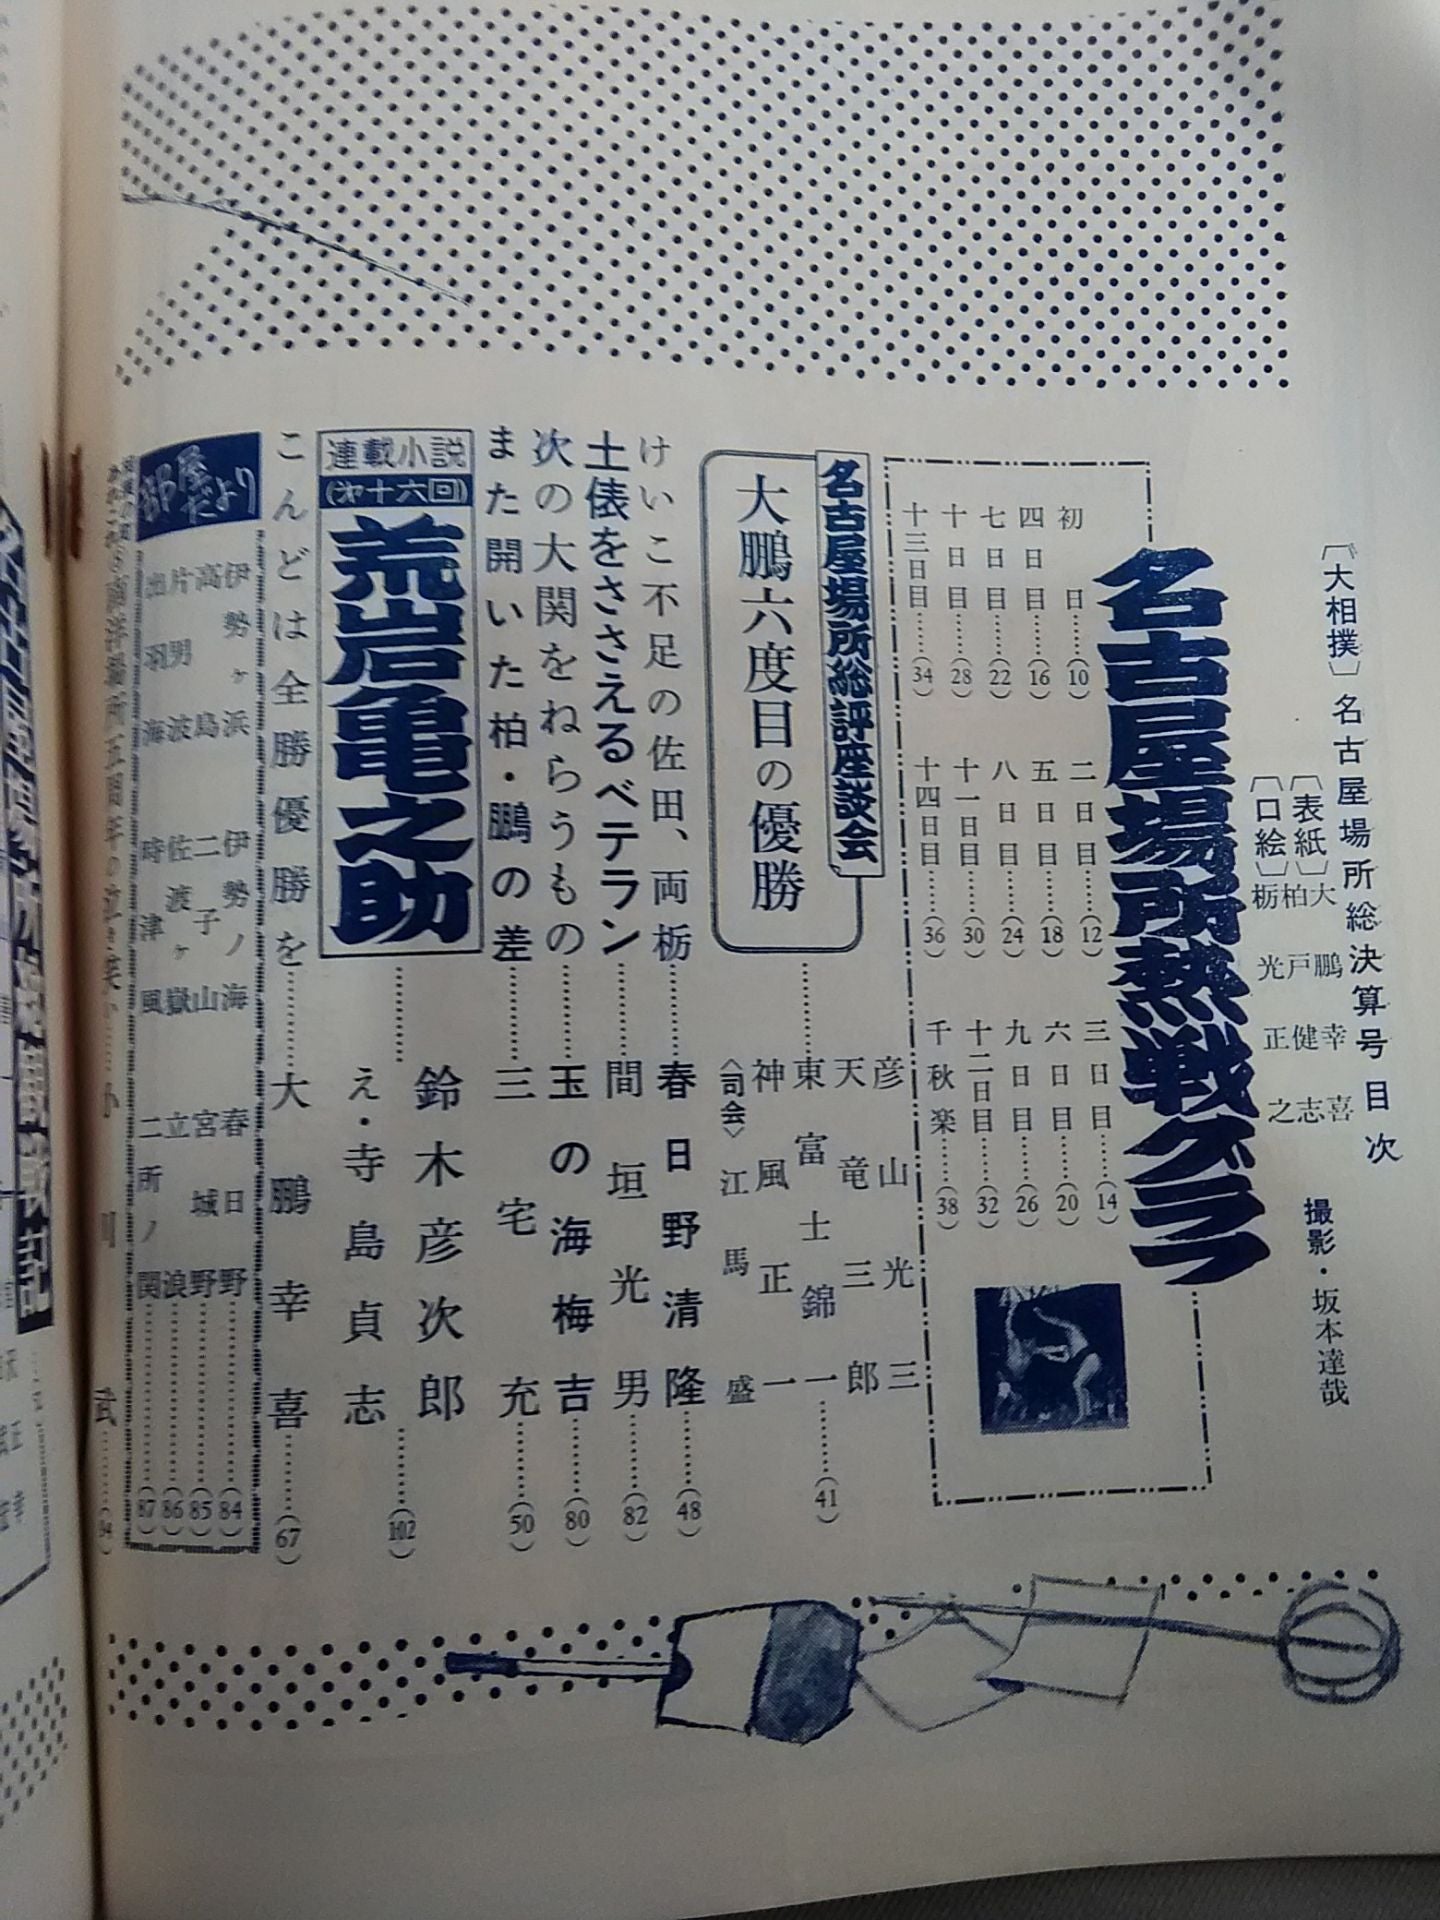 〔大相撲〕名古屋場所総決算号目次
撮影・坂本達哉
〔表紙〕
大鵬幸喜
柏戸健志
〔口絵〕
栃光正之
名古屋場所熱戦グラフ
初日……(10)
二日目……(12)
三日目……(14)
四日目……(16)
五日目……(18)
六日目……(20)
七日目……(22)
八日目……(24)
九日目……(26)
十日目……(28)
十一日目……(30)
十二日目……(32)
十三日目……(34)
十四日目……(36)
千秋楽……(38)
名古屋場所総評座談会
大鵬六度目の優勝……
彦山光三
天竜三郎
東富士錦一……(41)
神風正一
〈司会〉江馬盛
けいこ不足の佐田、両栃……春日野清隆……(48)
土俵をささえるベテラン……間垣光男……(82)
次の大関をねらうもの……玉の海梅吉……(80)
また開いた柏・鵬の差……三宅充……(50)
連載小説
(第十六回)
荒岩亀之助……鈴木彦次郎
え・寺島貞志……(102)
こんどは全勝優勝を……大鵬幸喜……(67)
部屋だより
伊勢ヶ浜 伊勢ノ海 春日野……(84)
高島 二子山 宮城野……(85)
片男波 佐渡ヶ嶽 立浪……(86)
出羽海 時津風 二所ノ関……(87)